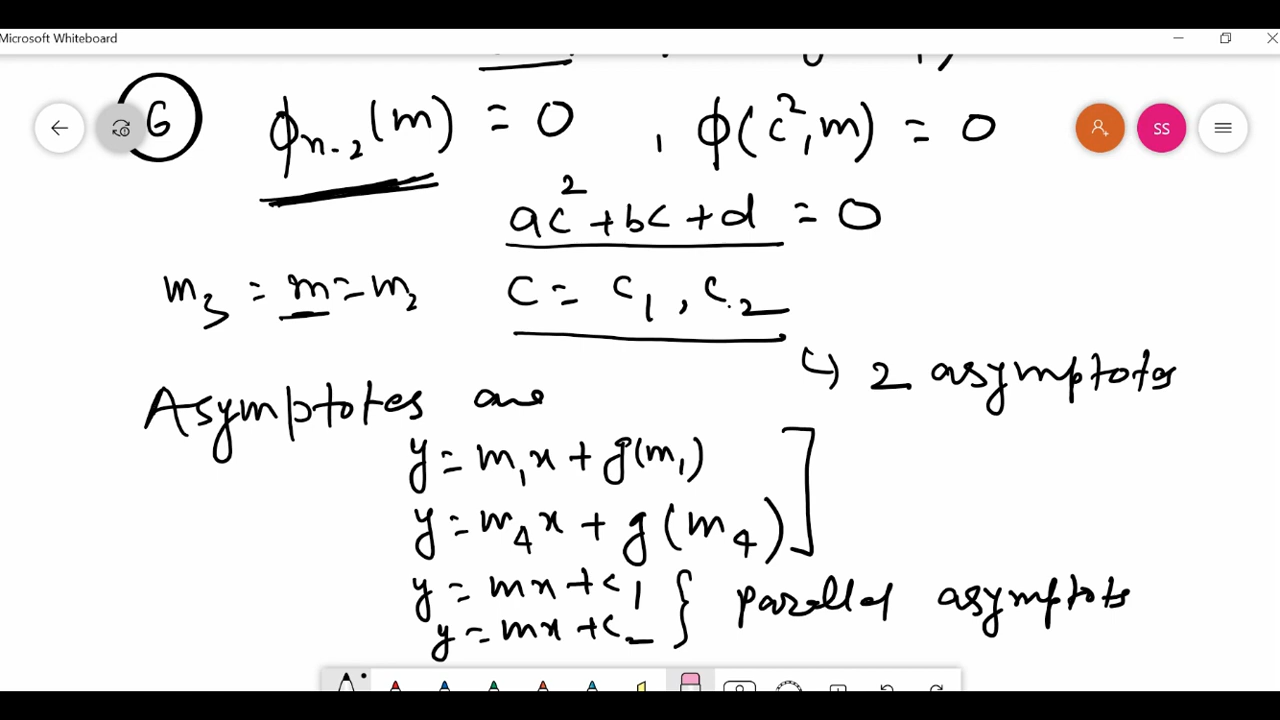 Microsoft Whiteboard
6 ϕₙ₋₂(m) = 0 , ϕ(c², m) = 0
SS
ac² + bc + d = 0
m₃ = m = m₂ c = c₁, c₂
↪ 2 asymptotes
Asymptotes are
y = m₁x + g(m₁)
y = m₄x + g(m₄) ]
y = mx + c₁ } parallel asymptots
y = mx + c₂